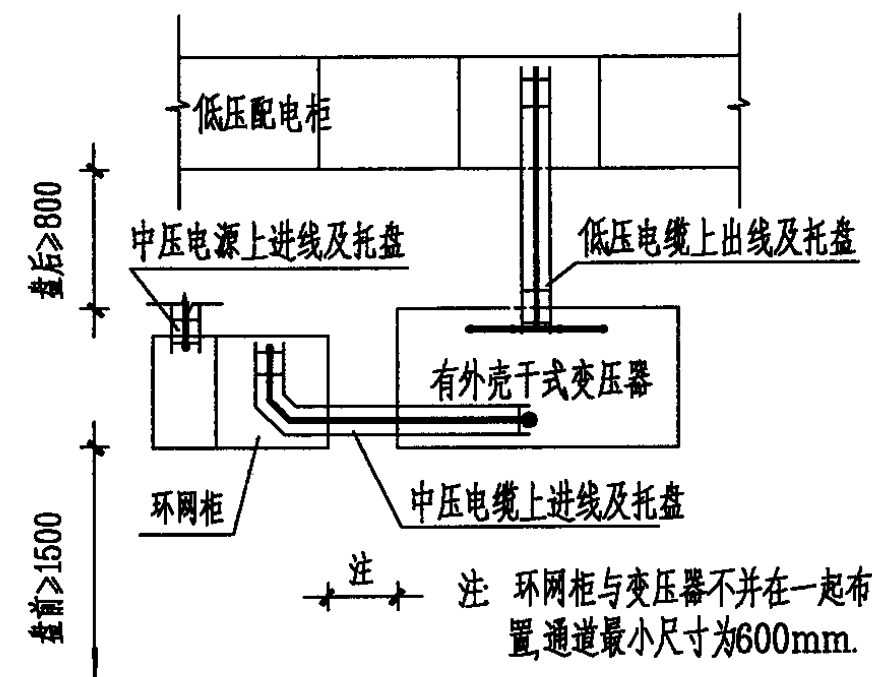 低压配电柜
盘后≥800
中压电源上进线及托盘
低压电缆上出线及托盘
有外壳干式变压器
环网柜
中压电缆上进线及托盘
盘前≥1500
注
注: 环网柜与变压器不并在一起布
置,通道最小尺寸为600mm.